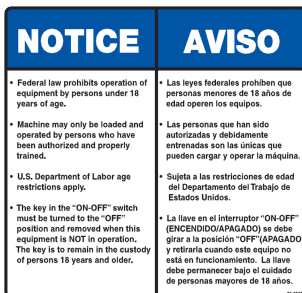 NOTICE
• Federal law prohibits operation of
equipment by persons under 18
years of age.
• Machine may only be loaded and
operated by persons who have
been authorized and properly
trained.
• U.S. Department of Labor age
restrictions apply.
• The key in the “ON-OFF” switch
must be turned to the “OFF”
position and removed when this
equipment is NOT in operation.
The key is to remain in the custody
of persons 18 years and older.
AVISO
• Las leyes federales prohíben que
personas menores de 18 años de
edad operen los equipos.
• Las personas que han sido
autorizadas y debidamente
entrenadas son las únicas que
pueden cargar y operar la máquina.
• Sujeta a las restricciones de edad
del Departamento del Trabajo de
Estados Unidos.
• La llave en el interruptor “ON-OFF”
(ENCENDIDO/APAGADO) se debe
girar a la posición “OFF”(APAGADO
y retirarla cuando este equipo no
está en funcionamiento. La llave
debe permanecer bajo el cuidado
de personas mayores de 18 años.